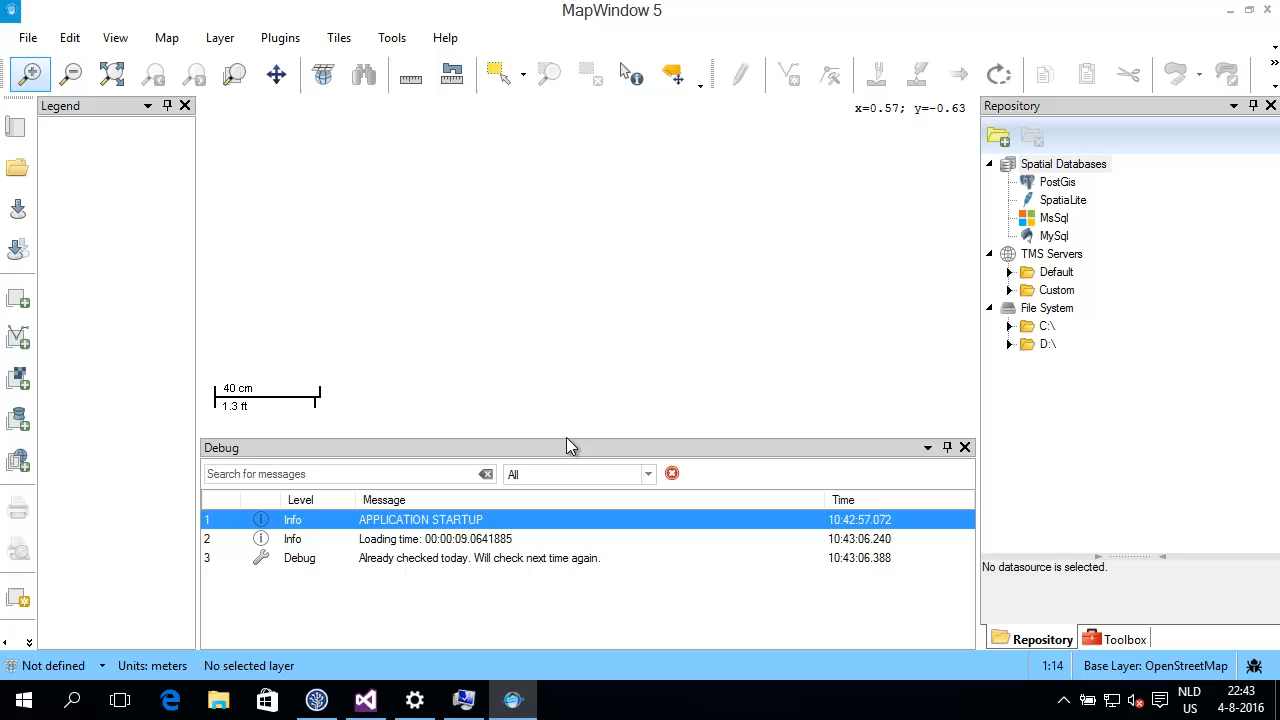 MapWindow 5
File Edit View Map Layer Plugins Tiles Tools Help
Legend
x=0.57; y=-0.63
Repository
Spatial Databases
PostGis
SpatiaLite
MsSql
MySql
TMS Servers
Default
Custom
File System
C:\
D:\
40 cm
1.3 ft
Debug
Search for messages All
Level Message Time
1 Info APPLICATION STARTUP 10:42:57.072
2 Info Loading time: 00:00:09.0641885 10:43:06.240
3 Debug Already checked today. Will check next time again. 10:43:06.388
No datasource is selected.
Repository Toolbox
Not defined Units: meters No selected layer 1:14 Base Layer: OpenStreetMap
NLD 22:43
US 4-8-2016